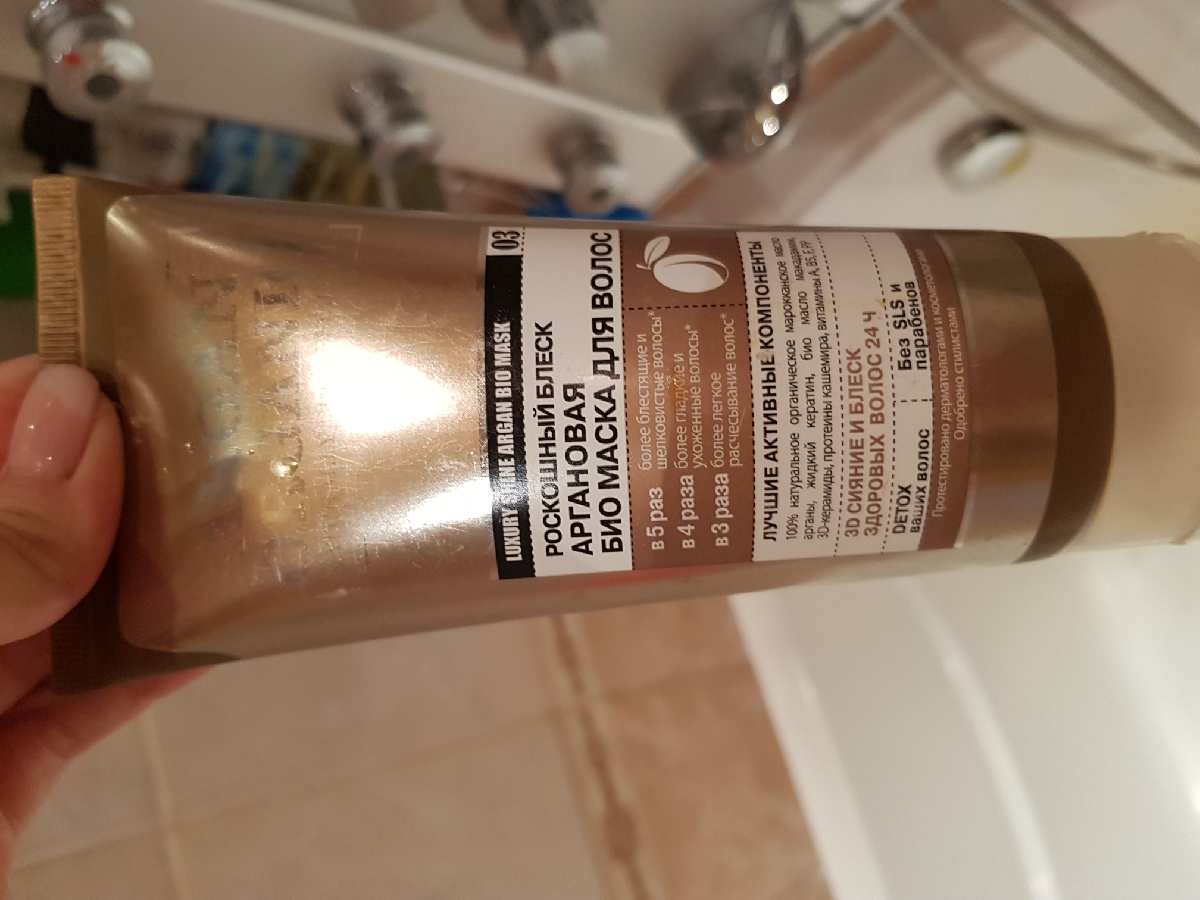 LUXURY SHINE ARGAN BIO MASK 03
РОСКОШНЫЙ БЛЕСК
АРГАНОВАЯ
БИО МАСКА ДЛЯ ВОЛОС
в 5 раз более блестящие и
шелковистые волосы*
в 4 раза более гладкие и
ухоженные волосы*
в 3 раза более легкое
расчесывание волос*
ЛУЧШИЕ АКТИВНЫЕ КОМПОНЕНТЫ
100% натуральное органическое марокканское масло
арганы, жидкий кератин, био масло макадамии,
3D-керамиды, протеины кашемира, витамины A, B5, F, PP
3D СИЯНИЕ И БЛЕСК
ЗДОРОВЫХ ВОЛОС 24 Ч
DETOX
ваших волос
Без SLS и
парабенов
Протестировано дерматологами и косметологами
Одобрено стилистами